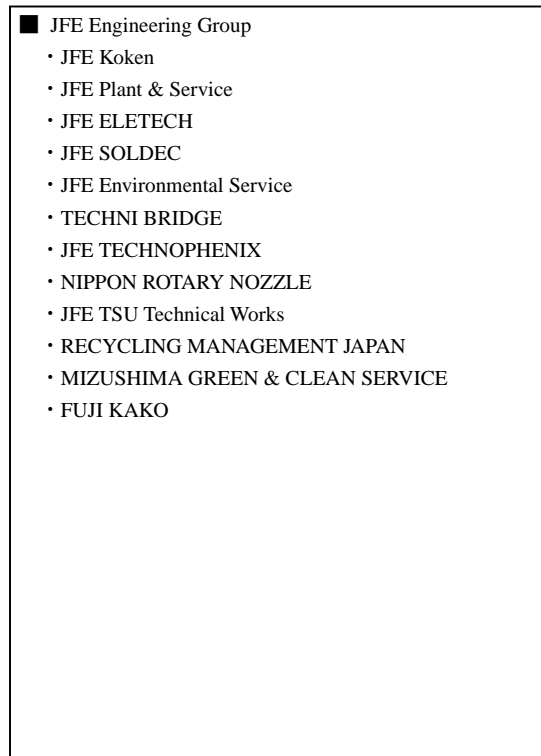 ■ JFE Engineering Group
・JFE Koken
・JFE Plant & Service
・JFE ELETECH
・JFE SOLDEC
・JFE Environmental Service
・TECHNI BRIDGE
・JFE TECHNOPHENIX
・NIPPON ROTARY NOZZLE
・JFE TSU Technical Works
・RECYCLING MANAGEMENT JAPAN
・MIZUSHIMA GREEN & CLEAN SERVICE
・FUJI KAKO